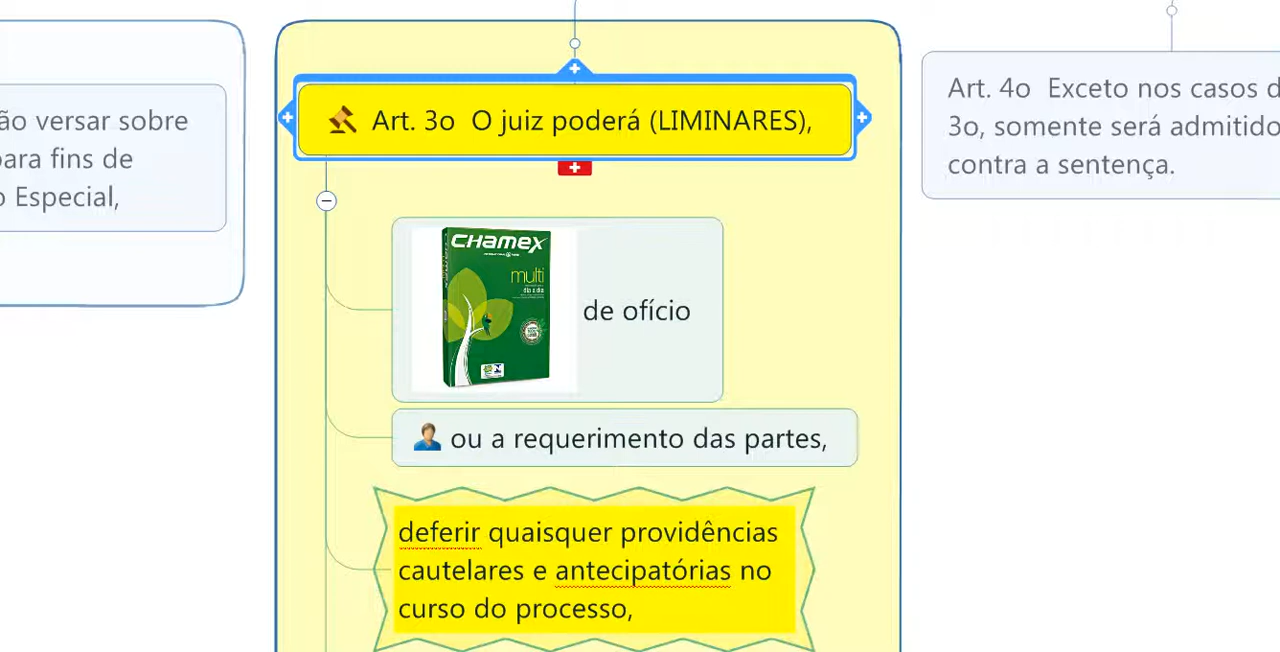 ão versar sobre
para fins de
o Especial,
Art. 3o  O juiz poderá (LIMINARES),
CHAMEX
multi
dia a dia
de ofício
ou a requerimento das partes,
deferir quaisquer providências
cautelares e antecipatórias no
curso do processo,
Art. 4o  Exceto nos casos d
3o, somente será admitido
contra a sentença.